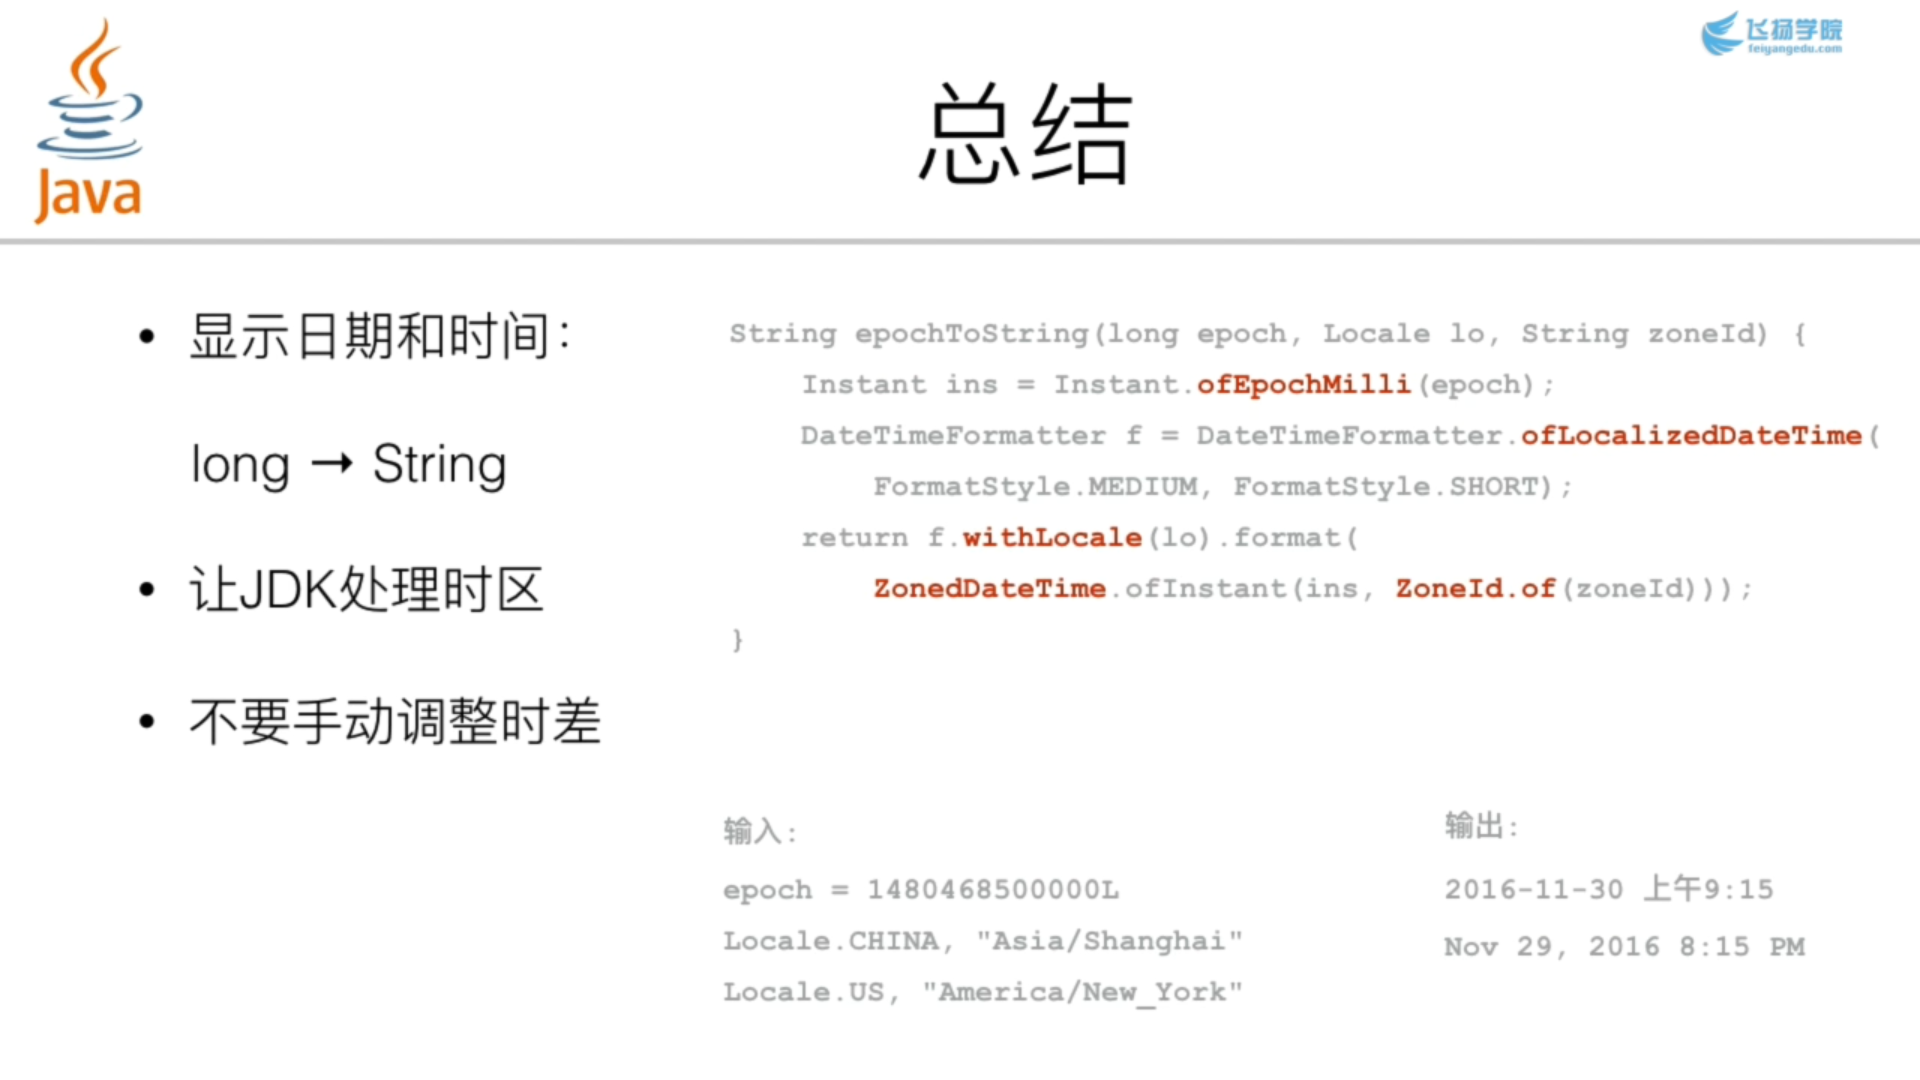 Java
飞扬学院
feiyangedu.com
总结
• 显示日期和时间：
long → String
• 让JDK处理时区
• 不要手动调整时差
String epochToString(long epoch, Locale lo, String zoneId) {
    Instant ins = Instant.ofEpochMilli(epoch);
    DateTimeFormatter f = DateTimeFormatter.ofLocalizedDateTime(
        FormatStyle.MEDIUM, FormatStyle.SHORT);
    return f.withLocale(lo).format(
        ZonedDateTime.ofInstant(ins, ZoneId.of(zoneId)));
}
输入:
epoch = 1480468500000L
Locale.CHINA, "Asia/Shanghai"
Locale.US, "America/New_York"
输出:
2016-11-30 上午9:15
Nov 29, 2016 8:15 PM